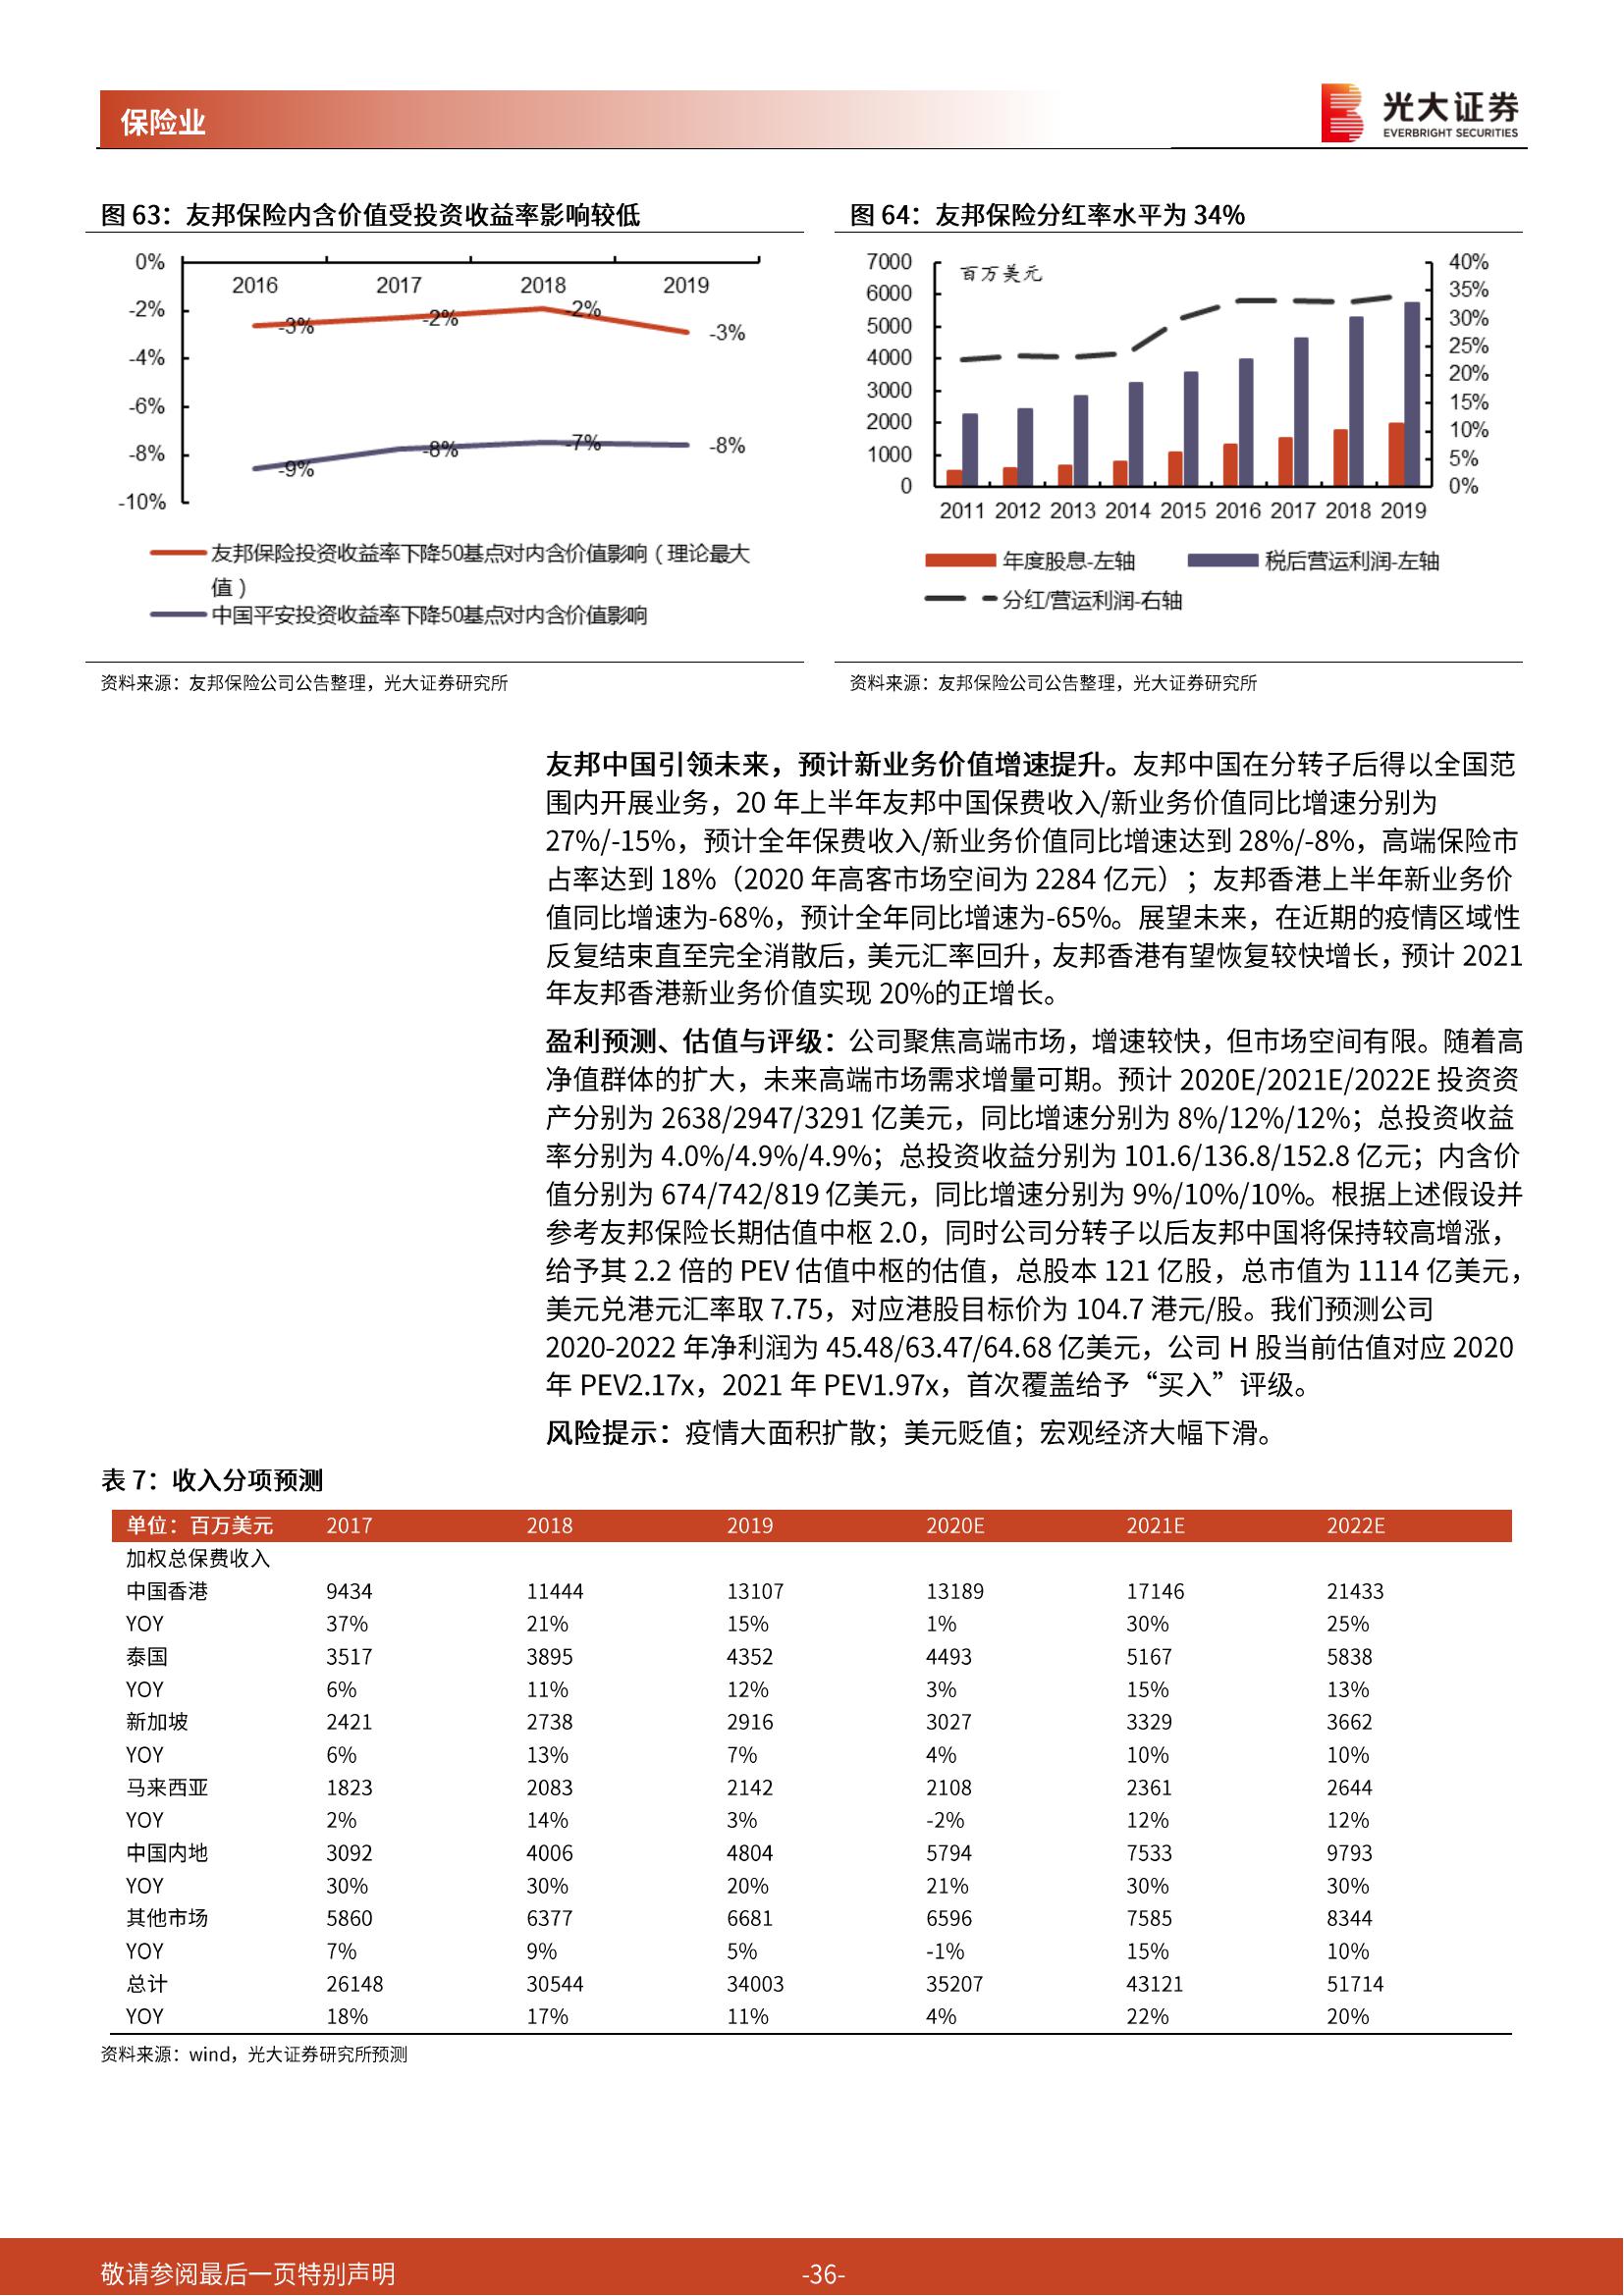 保险业
光大证券
EVERBRIGHT SECURITIES
图 63：友邦保险内含价值受投资收益率影响较低
0%
-2%
-4%
-6%
-8%
-10%
2016 2017 2018 2019
-3% -2% -2% -3%
-9% -8% -7% -8%
友邦保险投资收益率下降50基点对内含价值影响（理论最大
值）
中国平安投资收益率下降50基点对内含价值影响
资料来源：友邦保险公司公告整理，光大证券研究所
图 64：友邦保险分红率水平为 34%
百万美元
7000
6000
5000
4000
3000
2000
1000
0
40%
35%
30%
25%
20%
15%
10%
5%
0%
2011 2012 2013 2014 2015 2016 2017 2018 2019
年度股息-左轴 税后营运利润-左轴
分红/营运利润-右轴
资料来源：友邦保险公司公告整理，光大证券研究所
友邦中国引领未来，预计新业务价值增速提升。友邦中国在分转子后得以全国范
围内开展业务，20 年上半年友邦中国保费收入/新业务价值同比增速分别为
27%/-15%，预计全年保费收入/新业务价值同比增速达到 28%/-8%，高端保险市
占率达到 18%（2020 年高客市场空间为 2284 亿元）；友邦香港上半年新业务价
值同比增速为-68%，预计全年同比增速为-65%。展望未来，在近期的疫情区域性
反复结束直至完全消散后，美元汇率回升，友邦香港有望恢复较快增长，预计 2021
年友邦香港新业务价值实现 20%的正增长。
盈利预测、估值与评级：公司聚焦高端市场，增速较快，但市场空间有限。随着高
净值群体的扩大，未来高端市场需求增量可期。预计 2020E/2021E/2022E 投资资
产分别为 2638/2947/3291 亿美元，同比增速分别为 8%/12%/12%；总投资收益
率分别为 4.0%/4.9%/4.9%；总投资收益分别为 101.6/136.8/152.8 亿元；内含价
值分别为 674/742/819 亿美元，同比增速分别为 9%/10%/10%。根据上述假设并
参考友邦保险长期估值中枢 2.0，同时公司分转子以后友邦中国将保持较高增涨，
给予其 2.2 倍的 PEV 估值中枢的估值，总股本 121 亿股，总市值为 1114 亿美元，
美元兑港元汇率取 7.75，对应港股目标价为 104.7 港元/股。我们预测公司
2020-2022 年净利润为 45.48/63.47/64.68 亿美元，公司 H 股当前估值对应 2020
年 PEV2.17x，2021 年 PEV1.97x，首次覆盖给予“买入”评级。
风险提示：疫情大面积扩散；美元贬值；宏观经济大幅下滑。
表 7：收入分项预测
单位：百万美元 2017 2018 2019 2020E 2021E 2022E
加权总保费收入
中国香港 9434 11444 13107 13189 17146 21433
YOY 37% 21% 15% 1% 30% 25%
泰国 3517 3895 4352 4493 5167 5838
YOY 6% 11% 12% 3% 15% 13%
新加坡 2421 2738 2916 3027 3329 3662
YOY 6% 13% 7% 4% 10% 10%
马来西亚 1823 2083 2142 2108 2361 2644
YOY 2% 14% 3% -2% 12% 12%
中国内地 3092 4006 4804 5794 7533 9793
YOY 30% 30% 20% 21% 30% 30%
其他市场 5860 6377 6681 6596 7585 8344
YOY 7% 9% 5% -1% 15% 10%
总计 26148 30544 34003 35207 43121 51714
YOY 18% 17% 11% 4% 22% 20%
资料来源：wind，光大证券研究所预测
敬请参阅最后一页特别声明 -36-